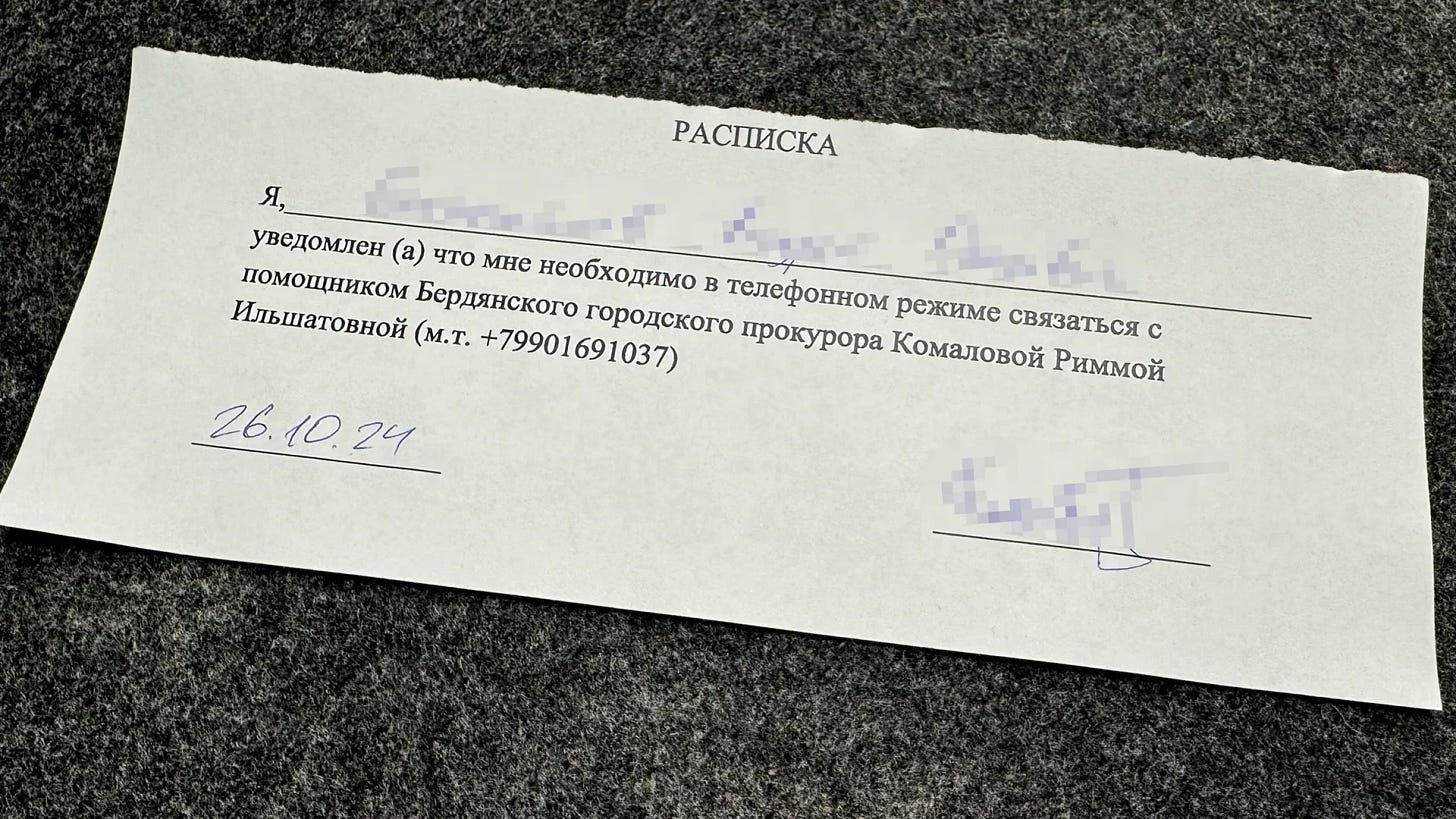 РАСПИСКА
Я,
уведомлен (а) что мне необходимо в телефонном режиме связаться с
помощником Бердянского городского прокурора Комаловой Риммой
Ильшатовной (м.т. +79901691037)
26.10.24